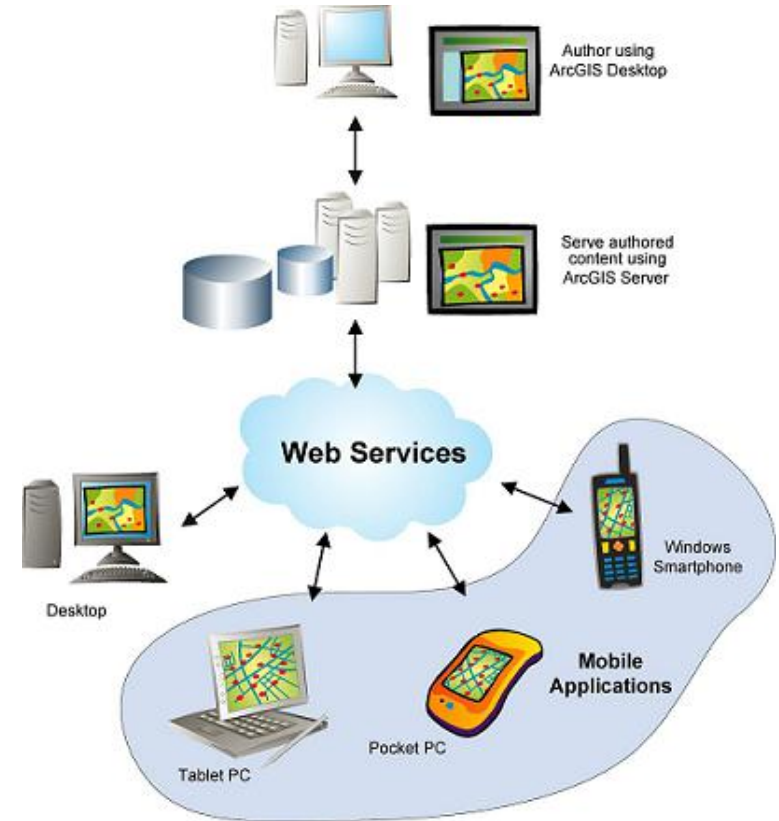 Author using
ArcGIS Desktop
Serve authored
content using
ArcGIS Server
Web Services
Windows
Smartphone
Desktop
Mobile
Applications
Pocket PC
Tablet PC